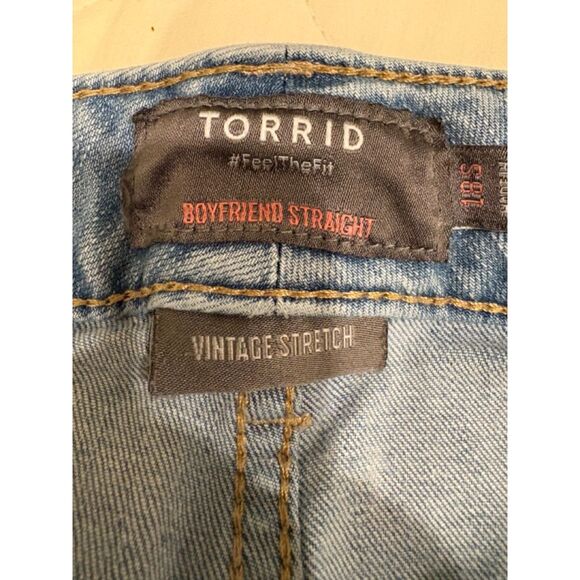 TORRID
#FeelTheFit
BOYFRIEND STRAIGHT
18S
VINTAGE STRETCH